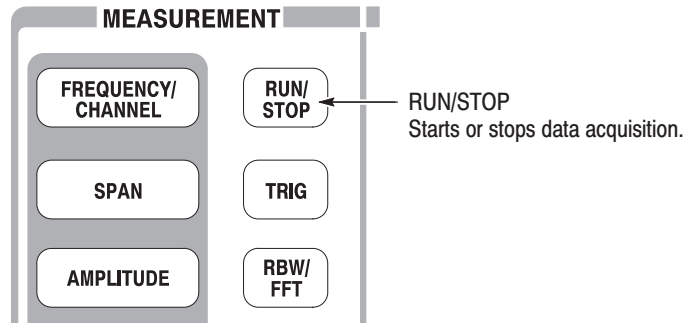 MEASUREMENT
FREQUENCY/
CHANNEL
RUN/
STOP
RUN/STOP
Starts or stops data acquisition.
SPAN
TRIG
AMPLITUDE
RBW/
FFT